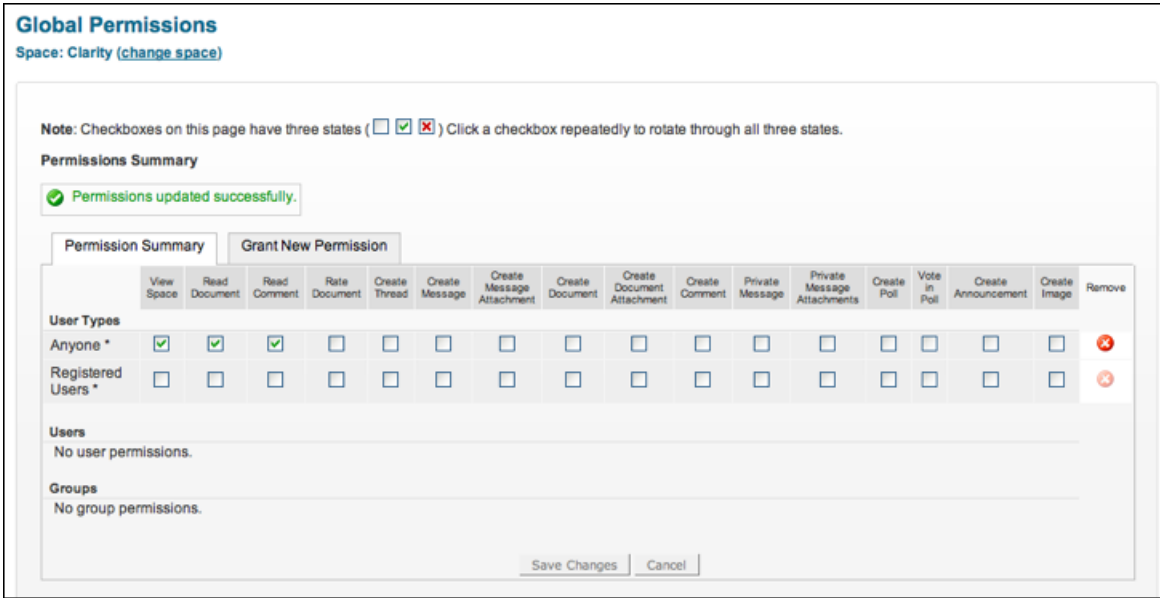 Global Permissions
Space: Clarity (change space)
Note: Checkboxes on this page have three states ( ) Click a checkbox repeatedly to rotate through all three states.
Permissions Summary
Permissions updated successfully.
Permission Summary Grant New Permission
View Space Read Document Read Comment Rate Document Create Thread Create Message Create Message Attachment Create Document Create Document Attachment Create Comment Private Message Private Message Attachments Create Poll Vote in Poll Create Announcement Create Image Remove
User Types
Anyone *
Registered
Users *
Users
No user permissions.
Groups
No group permissions.
Save Changes Cancel